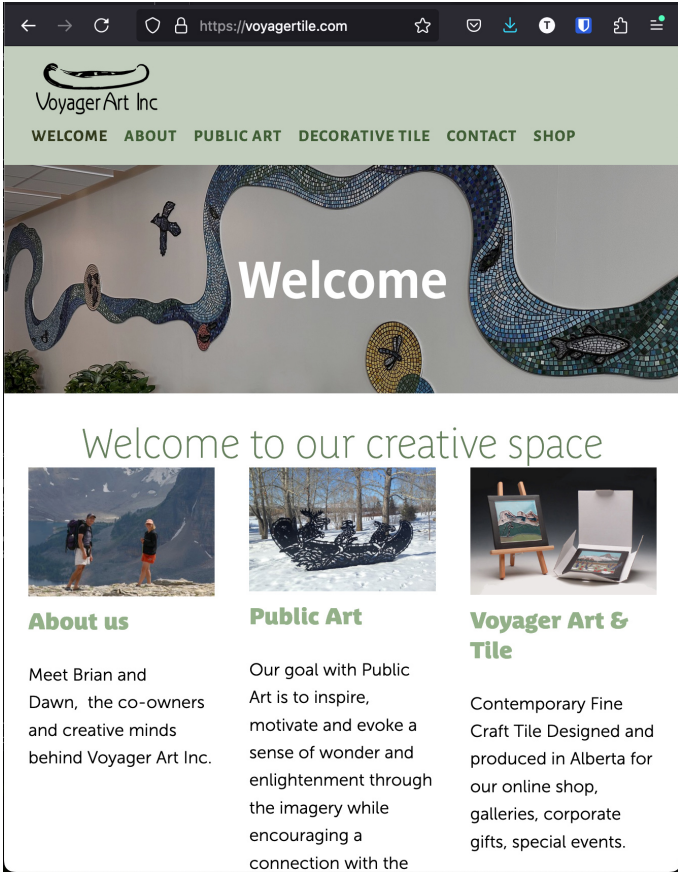 https://voyagertile.com
T
Voyager Art Inc
WELCOME ABOUT PUBLIC ART DECORATIVE TILE CONTACT SHOP
Welcome
Welcome to our creative space
About us
Meet Brian and
Dawn,  the co-owners
and creative minds
behind Voyager Art Inc.
Public Art
Our goal with Public
Art is to inspire,
motivate and evoke a
sense of wonder and
enlightenment through
the imagery while
encouraging a
connection with the
Voyager Art &
Tile
Contemporary Fine
Craft Tile Designed and
produced in Alberta for
our online shop,
galleries, corporate
gifts, special events.